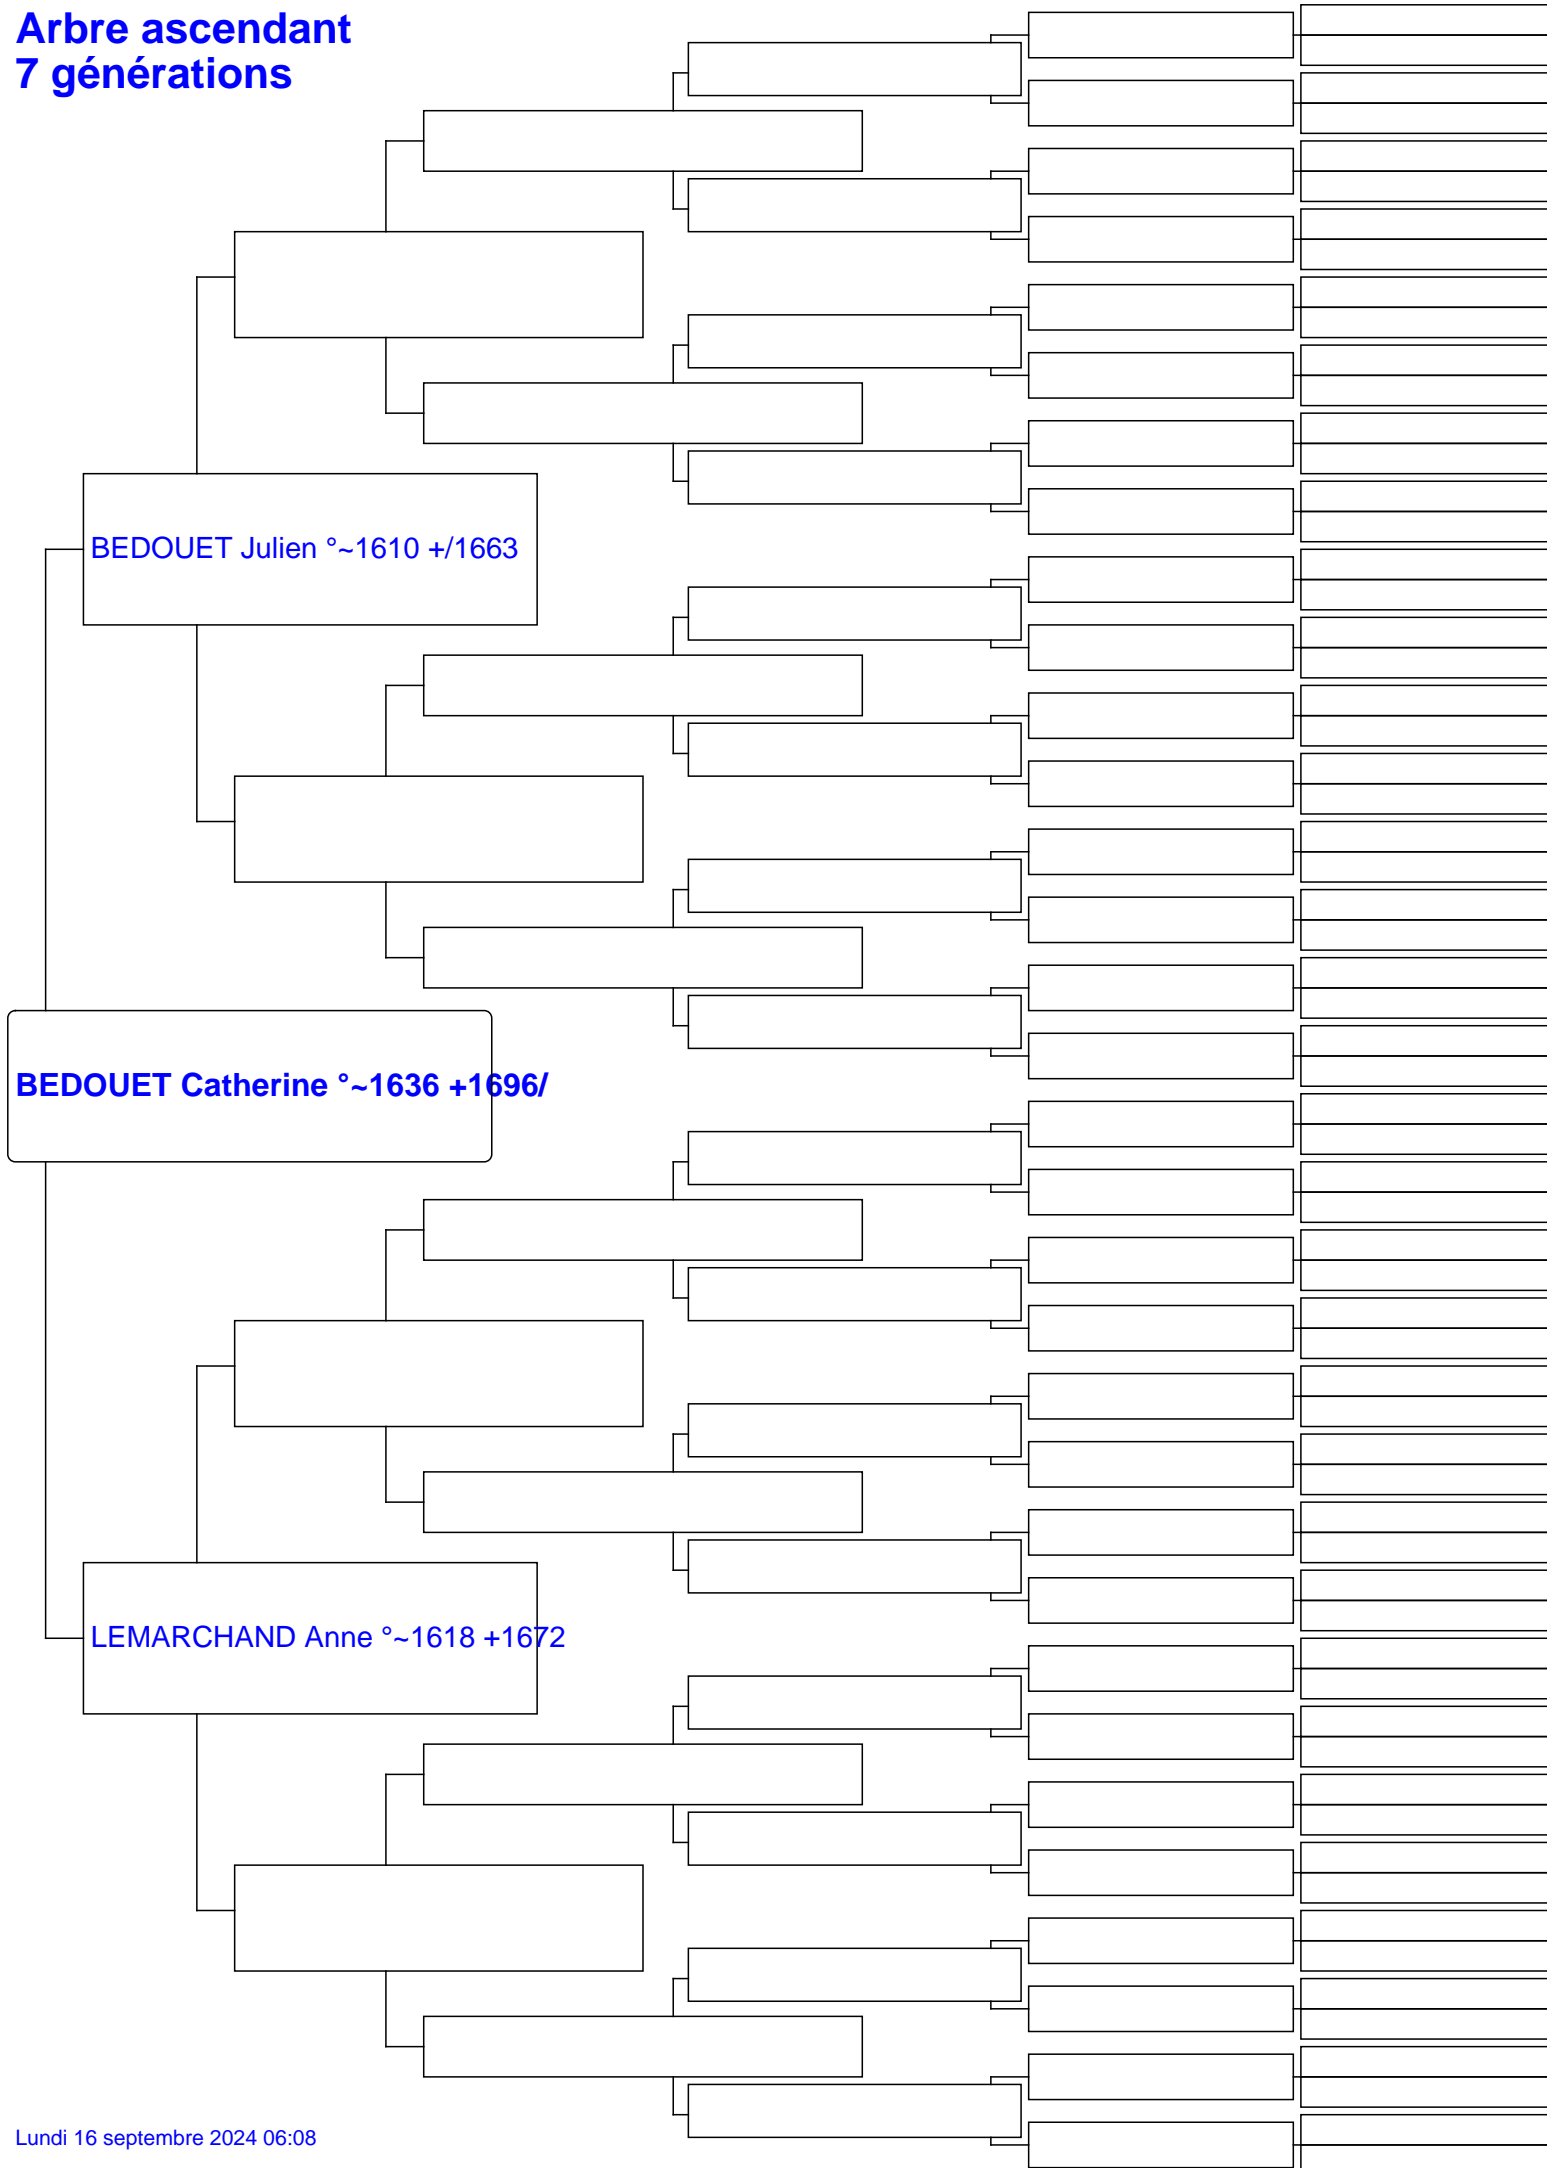 Arbre ascendant
7 générations
BEDOUET Julien °~1610 +/1663
BEDOUET Catherine °~1636 +1696/
LEMARCHAND Anne °~1618 +1672
Lundi 16 septembre 2024 06:08